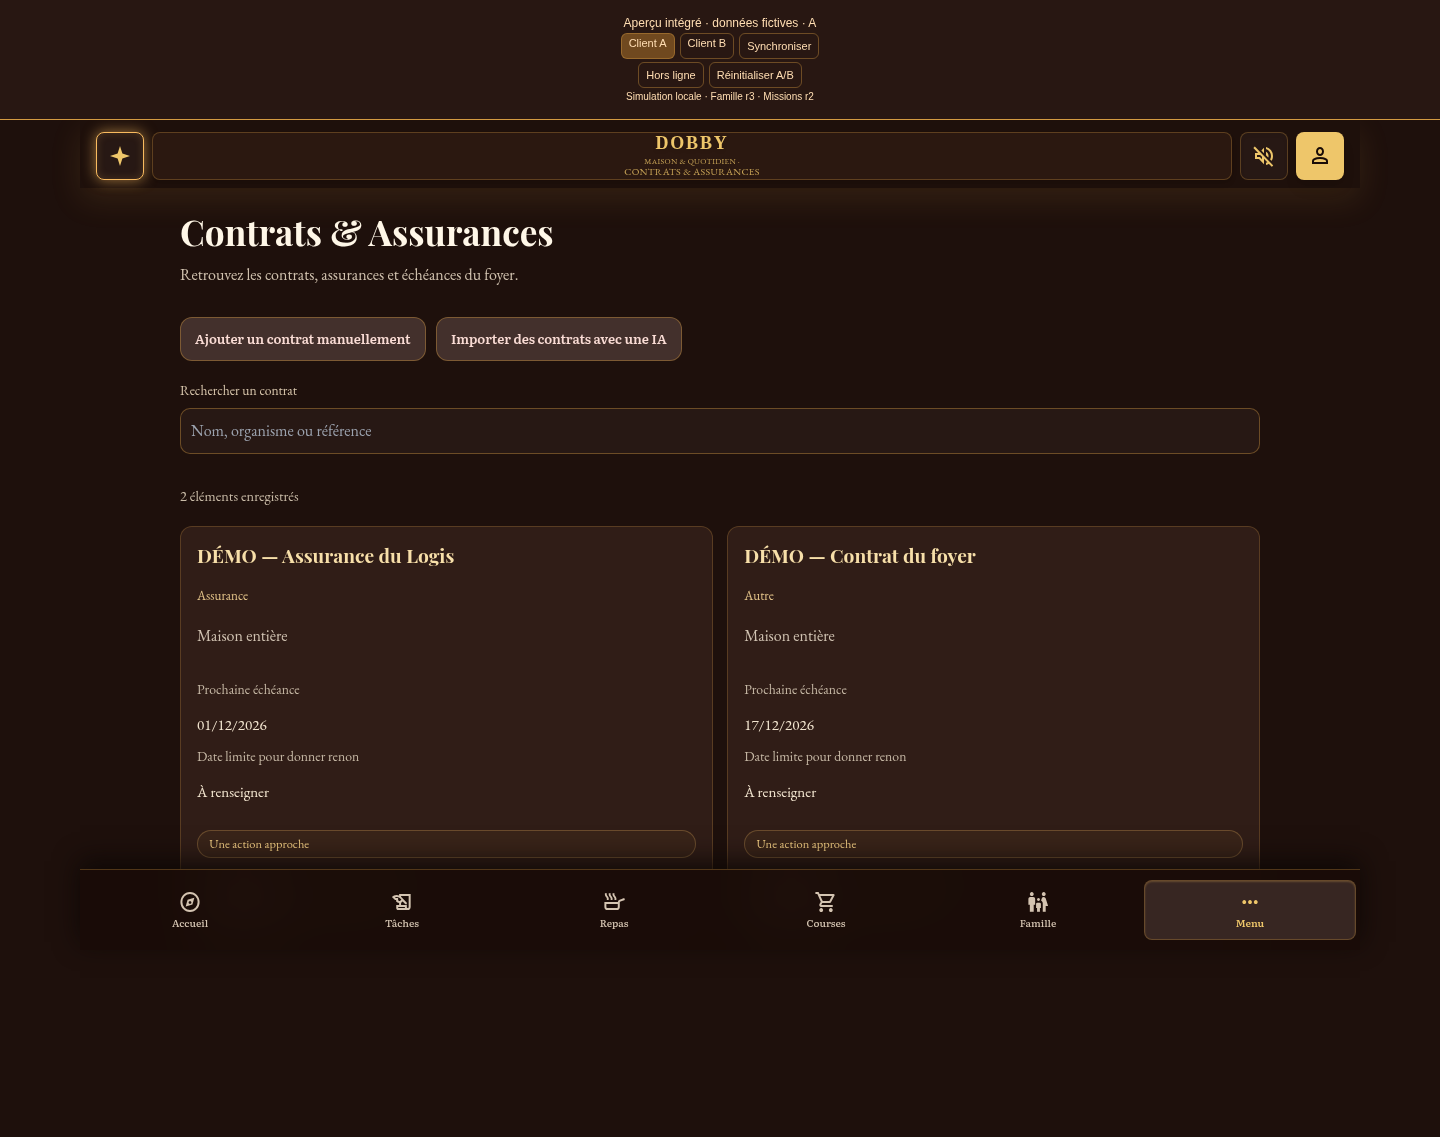 Aperçu intégré · données fictives · A
Client A Client B Synchroniser
Hors ligne Réinitialiser A/B
Simulation locale · Famille r3 · Missions r2
DOBBY
MAISON & QUOTIDIEN ·
CONTRATS & ASSURANCES
Contrats & Assurances
Retrouvez les contrats, assurances et échéances du foyer.
Ajouter un contrat manuellement Importer des contrats avec une IA
Rechercher un contrat
Nom, organisme ou référence
2 éléments enregistrés
DÉMO — Assurance du Logis
Assurance
Maison entière
Prochaine échéance
01/12/2026
Date limite pour donner renon
À renseigner
Une action approche
DÉMO — Contrat du foyer
Autre
Maison entière
Prochaine échéance
17/12/2026
Date limite pour donner renon
À renseigner
Une action approche
Accueil Tâches Repas Courses Famille Menu